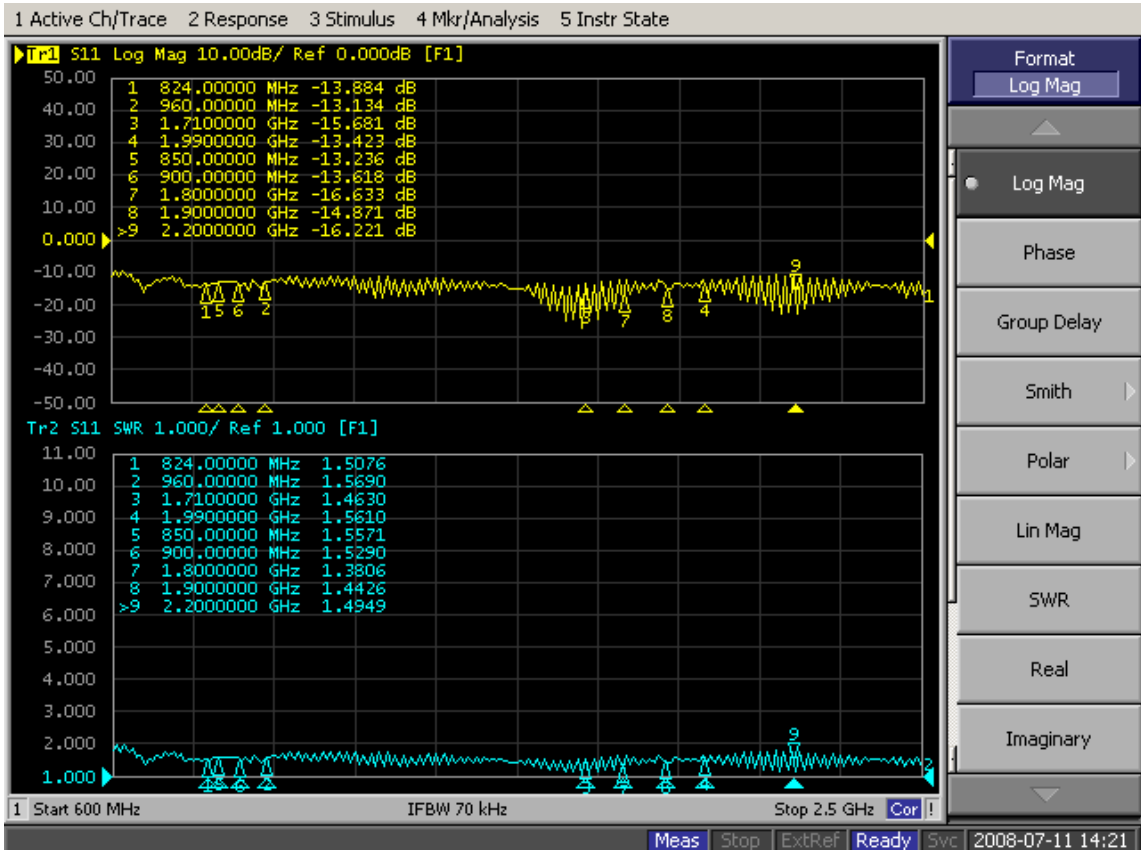 1 Active Ch/Trace 2 Response 3 Stimulus 4 Mkr/Analysis 5 Instr State
Tr1 S11 Log Mag 10.00dB/ Ref 0.000dB [F1]
50.00
40.00
30.00
20.00
10.00
0.000
-10.00
-20.00
-30.00
-40.00
-50.00
1 824.00000 MHz -13.884 dB
2 960.00000 MHz -13.134 dB
3 1.7100000 GHz -15.681 dB
4 1.9900000 GHz -13.423 dB
5 850.00000 MHz -13.236 dB
6 900.00000 MHz -13.618 dB
7 1.8000000 GHz -16.633 dB
8 1.9000000 GHz -14.871 dB
>9 2.2000000 GHz -16.221 dB
9
1 5 6 2 7 8 4 1
Tr2 S11 SWR 1.000/ Ref 1.000 [F1]
11.00
10.00
9.000
8.000
7.000
6.000
5.000
4.000
3.000
2.000
1.000
1 824.00000 MHz 1.5076
2 960.00000 MHz 1.5690
3 1.7100000 GHz 1.4630
4 1.9900000 GHz 1.5610
5 850.00000 MHz 1.5571
6 900.00000 MHz 1.5290
7 1.8000000 GHz 1.3806
8 1.9000000 GHz 1.4426
>9 2.2000000 GHz 1.4949
9
2
1 Start 600 MHz IFBW 70 kHz Stop 2.5 GHz Cor !
Meas Stop ExtRef Ready Svc 2008-07-11 14:21
Format
Log Mag
Log Mag
Phase
Group Delay
Smith
Polar
Lin Mag
SWR
Real
Imaginary